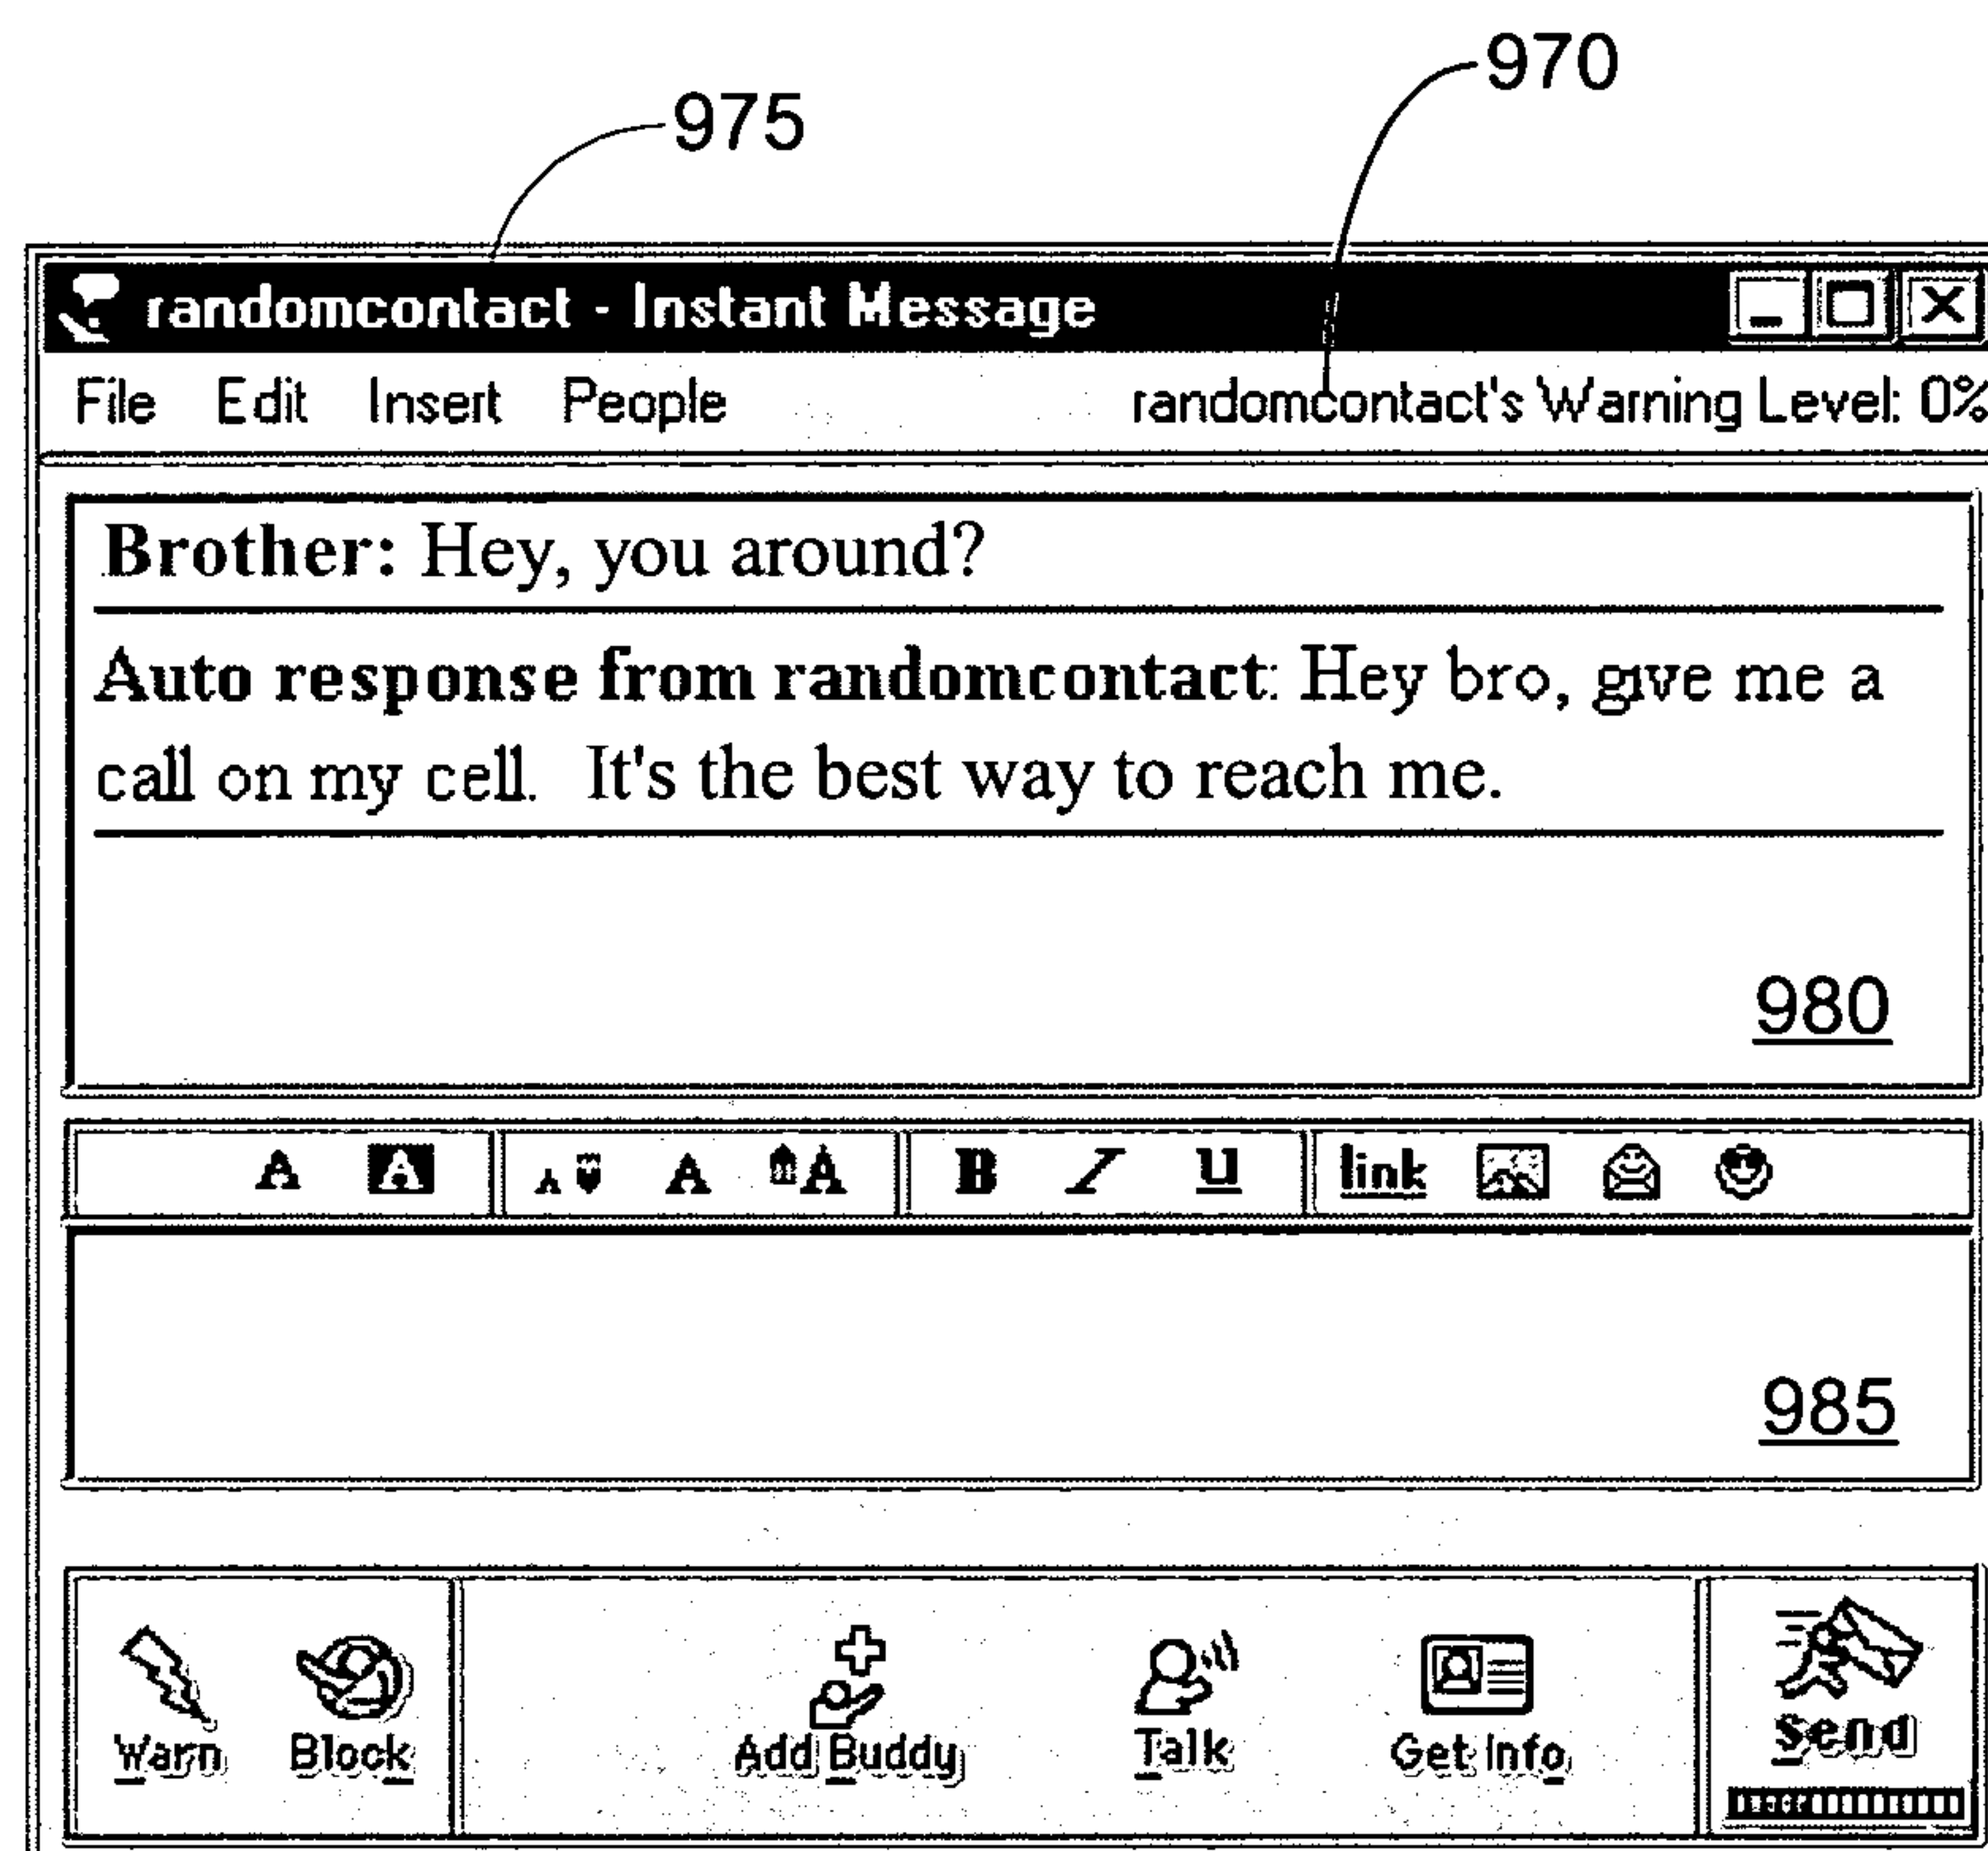 970
975
randomcontact - Instant Message
File Edit Insert People randomcontact's Warning Level: 0%
Brother: Hey, you around?
Auto response from randomcontact: Hey bro, give me a
call on my cell. It's the best way to reach me.
980
A A A A A B I U link
985
Warn Block Add Buddy Talk Get Info Send